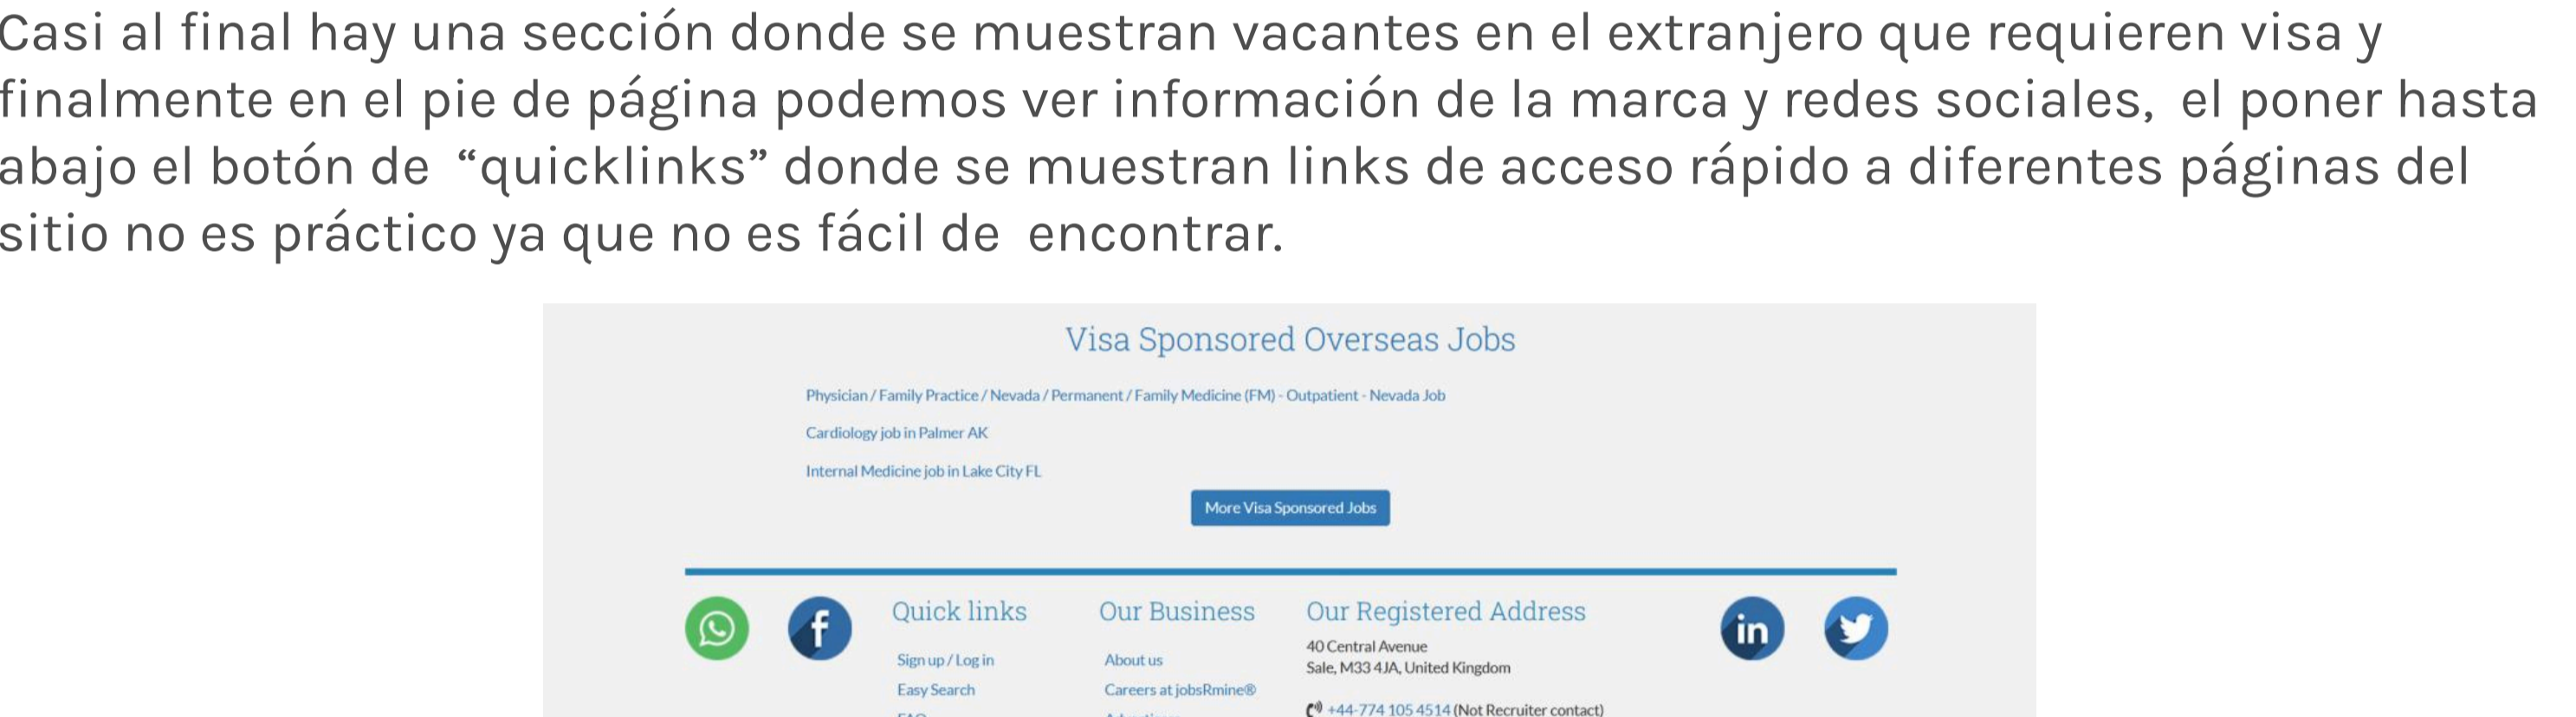 Casi al final hay una sección donde se muestran vacantes en el extranjero que requieren visa y
finalmente en el pie de página podemos ver información de la marca y redes sociales, el poner hasta
abajo el botón de “quicklinks” donde se muestran links de acceso rápido a diferentes páginas del
sitio no es práctico ya que no es fácil de encontrar.
Visa Sponsored Overseas Jobs
Physician / Family Practice / Nevada / Permanent / Family Medicine (FM) - Outpatient - Nevada Job
Cardiology job in Palmer AK
Internal Medicine job in Lake City FL
More Visa Sponsored Jobs
Quick links
Sign up / Log in
Easy Search
Our Business
About us
Careers at jobsRmine®
Our Registered Address
40 Central Avenue
Sale, M33 4JA, United Kingdom
+44-774 105 4514 (Not Recruiter contact)